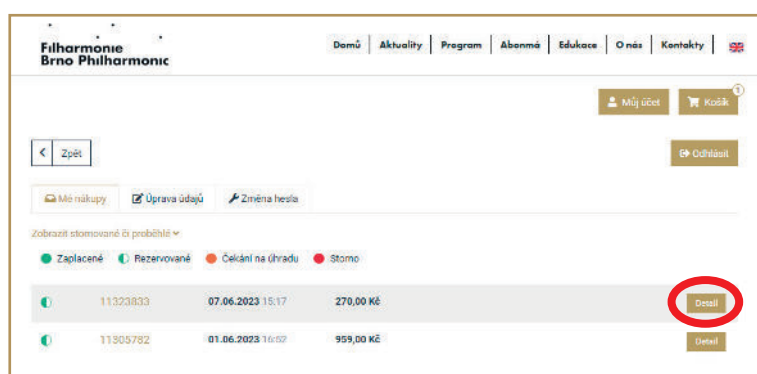 Filharmonie
Brno Philharmonic
Domů Aktuality Program Abonmá Edukace O nás Kontakty
Můj účet Košík 1
Zpět Odhlásit
Mé nákupy Úprava údajů Změna hesla
Zobrazit stornované či proběhlé
Zaplacené Rezervované Čekání na úhradu Storno
11323833 07.06.2023 15:17 270,00 Kč Detail
11305782 01.06.2023 16:52 959,00 Kč Detail